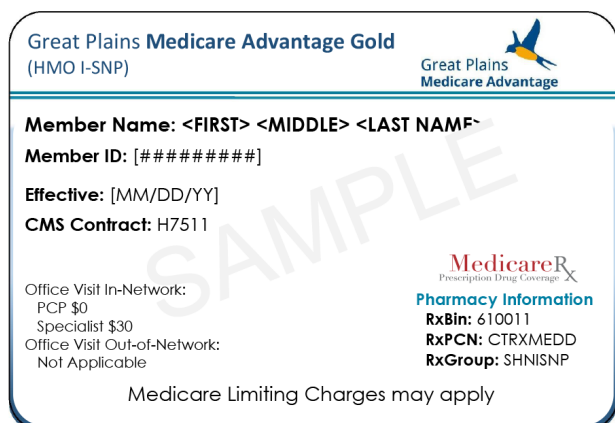 Great Plains Medicare Advantage Gold
(HMO I-SNP)
Great Plains
Medicare Advantage
Member Name: <FIRST> <MIDDLE> <LAST NAME>
Member ID: [#########]
Effective: [MM/DD/YY]
CMS Contract: H7511
SAMPLE
MedicareRx
Prescription Drug Coverage
Office Visit In-Network:
PCP $0
Specialist $30
Office Visit Out-of-Network:
Not Applicable
Pharmacy Information
RxBin: 610011
RxPCN: CTRXMEDD
RxGroup: SHNISNP
Medicare Limiting Charges may apply